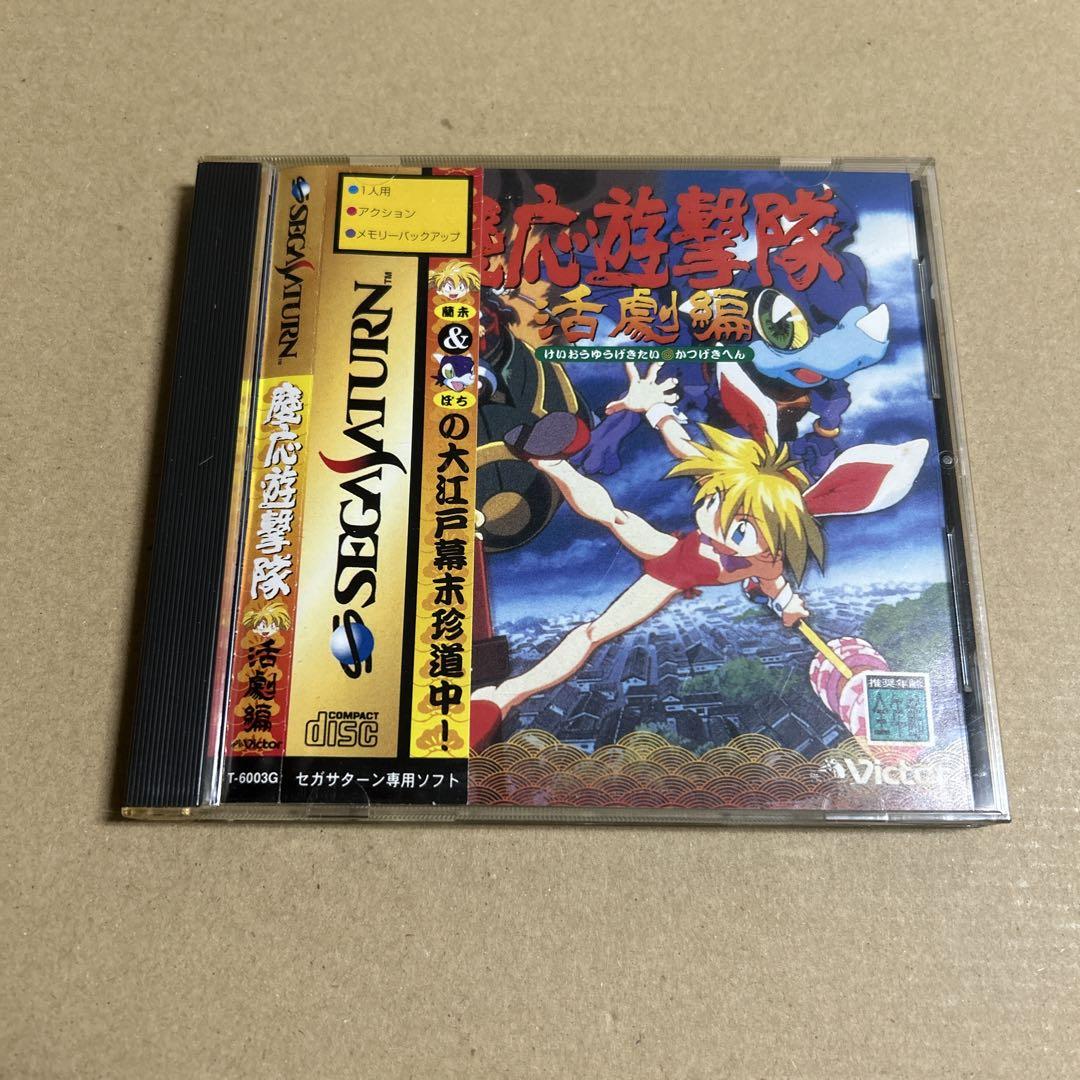 SEGA SATURN
慶応遊撃隊
活劇編
Victor
T-6003G
1人用
アクション
メモリーバックアップ
SEGA SATURN™
COMPACT
disc
セガサターン専用ソフト
蘭未
&
ぽち
の大江戸幕末珍道中!
慶応遊撃隊
活劇編
けいおうゆうげきたい かつげきへん
推奨年齢
Victor